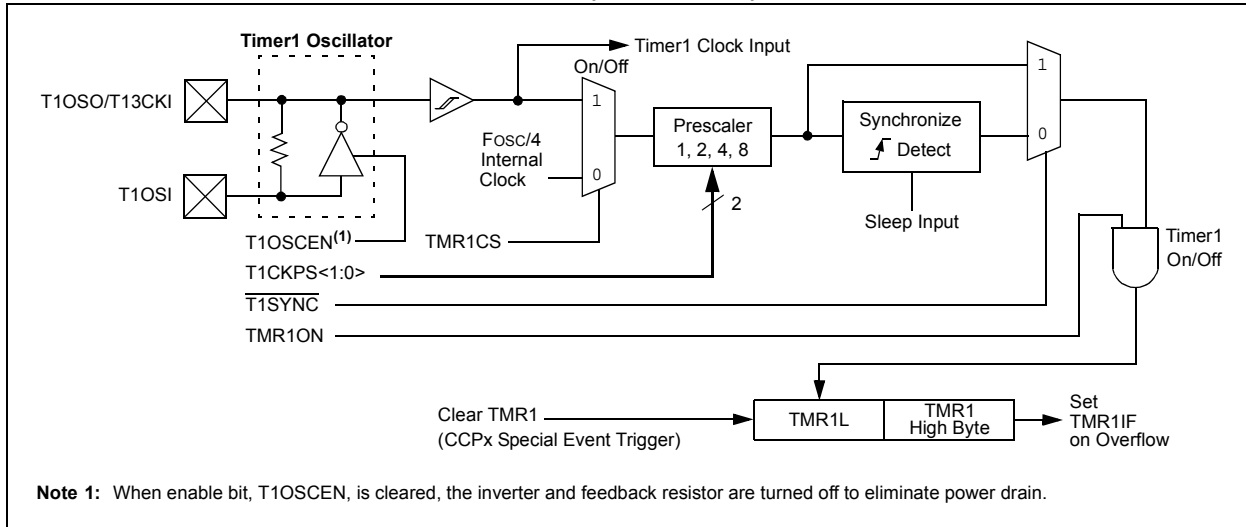 Timer1 Oscillator
Timer1 Clock Input
On/Off
T1OSO/T13CKI
1
1
Prescaler
1, 2, 4, 8
Synchronize
Detect
FOSC/4
Internal
Clock
0
0
T1OSI
2
Sleep Input
Timer1
On/Off
T1OSCEN(1)
TMR1CS
T1CKPS<1:0>
T1SYNC
TMR1ON
Clear TMR1
(CCPx Special Event Trigger)
TMR1L
TMR1
High Byte
Set
TMR1IF
on Overflow
Note 1: When enable bit, T1OSCEN, is cleared, the inverter and feedback resistor are turned off to eliminate power drain.